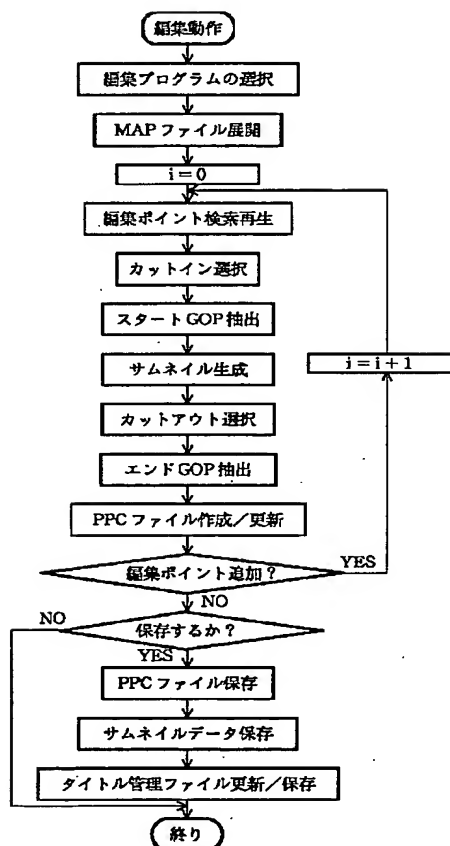 編集動作
編集プログラムの選択
MAPファイル展開
i=0
編集ポイント検索再生
カットイン選択
スタートGOP抽出
サムネイル生成
i=i+1
カットアウト選択
エンドGOP抽出
PPCファイル作成/更新
編集ポイント追加?
YES
NO
NO
保存するか?
YES
PPCファイル保存
サムネイルデータ保存
タイトル管理ファイル更新/保存
終り